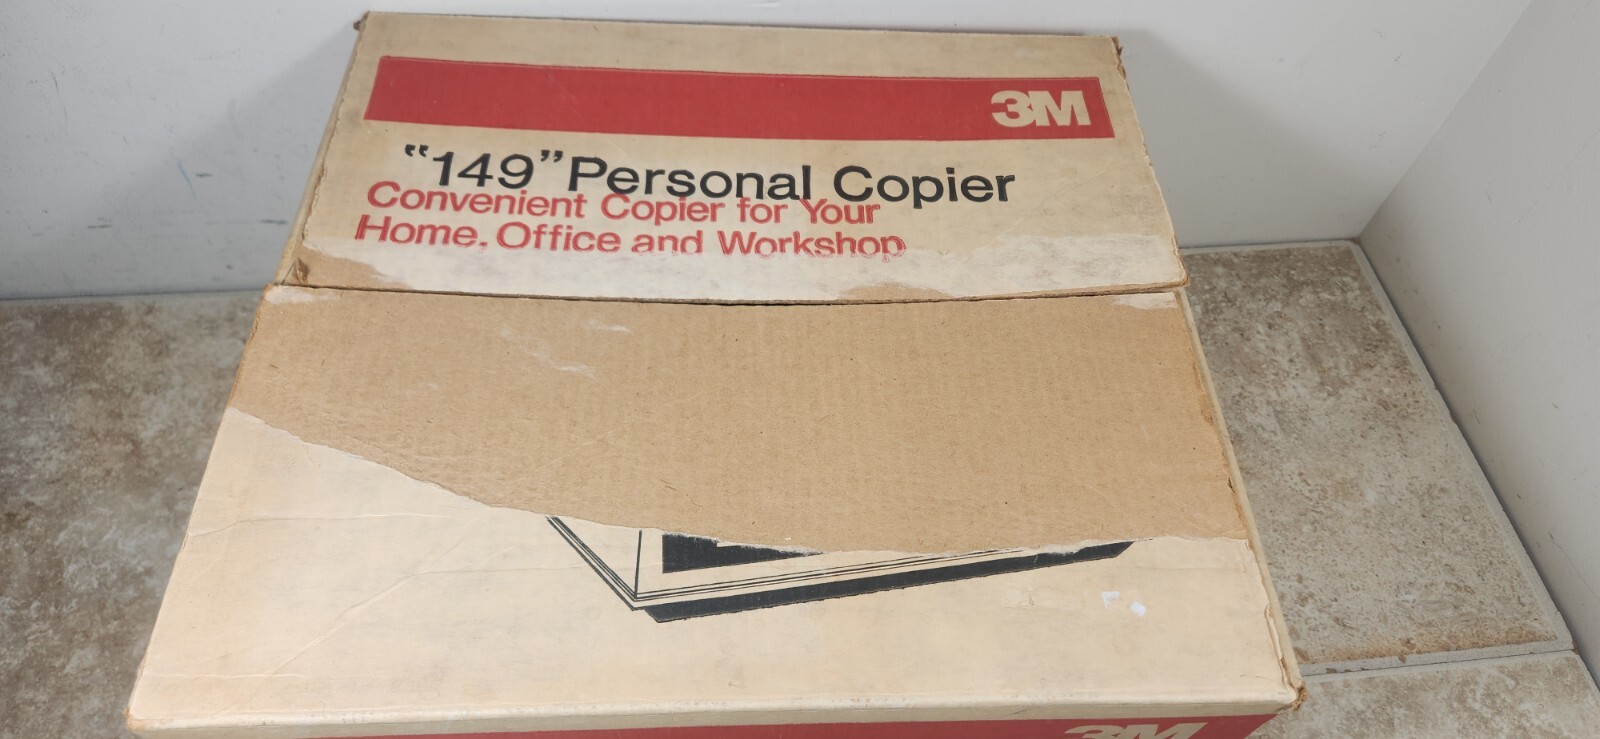 3M
“149” Personal Copier
Convenient Copier for Your
Home, Office and Workshop
3M